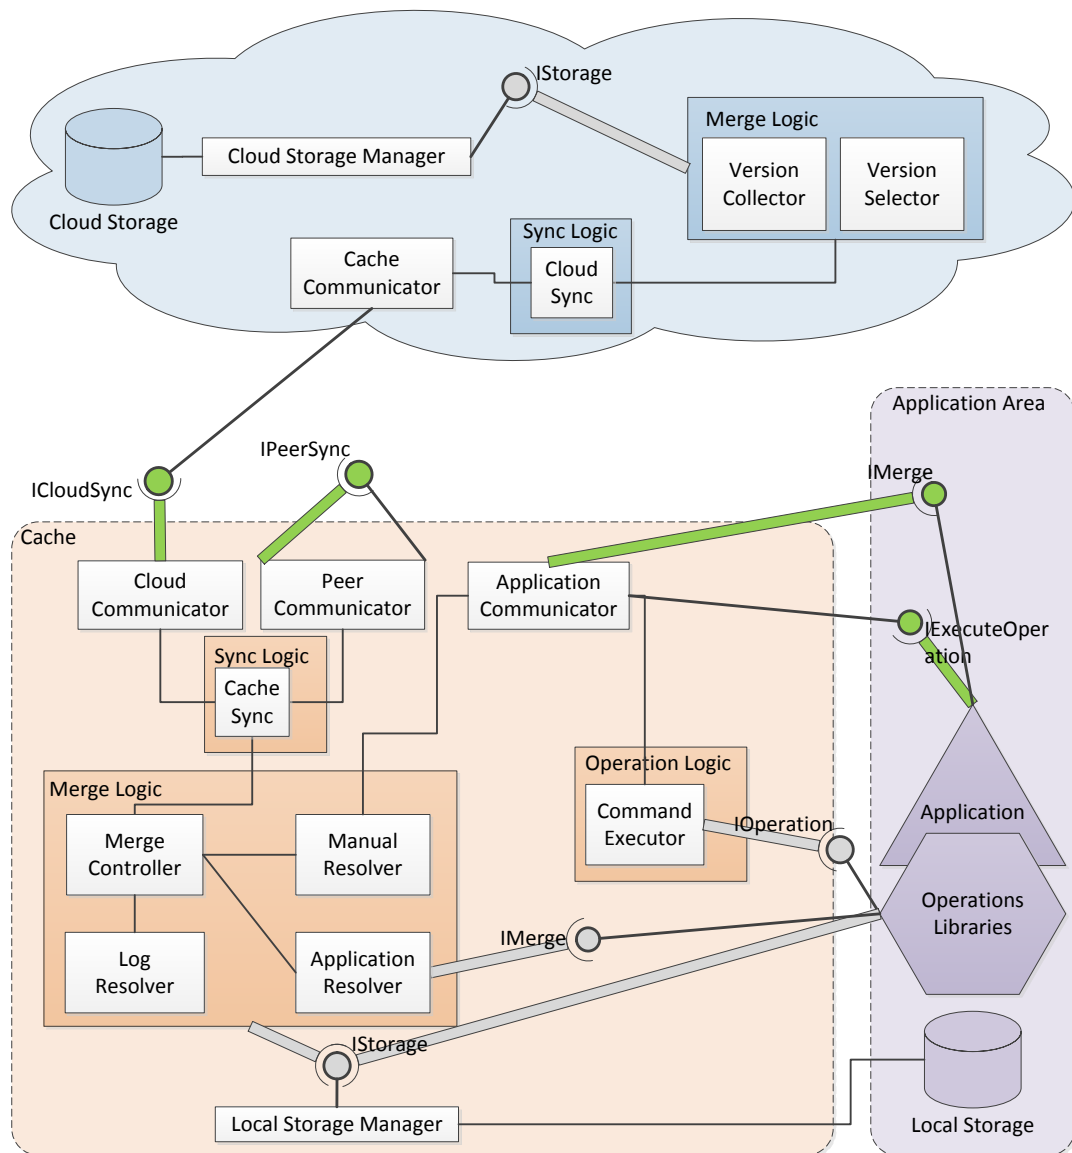 IStorage
Merge Logic
Cloud Storage Manager
Version
Collector
Version
Selector
Cloud Storage
Sync Logic
Cache
Communicator
Cloud
Sync
Application Area
IPeerSync
IMerge
ICloudSync
Cache
Cloud
Communicator
Peer
Communicator
Application
Communicator
IExecuteOper
ation
Sync Logic
Cache
Sync
Operation Logic
Merge Logic
Command
Executor
IOperation
Application
Merge
Controller
Manual
Resolver
Operations
Libraries
IMerge
Log
Resolver
Application
Resolver
IStorage
Local Storage Manager
Local Storage